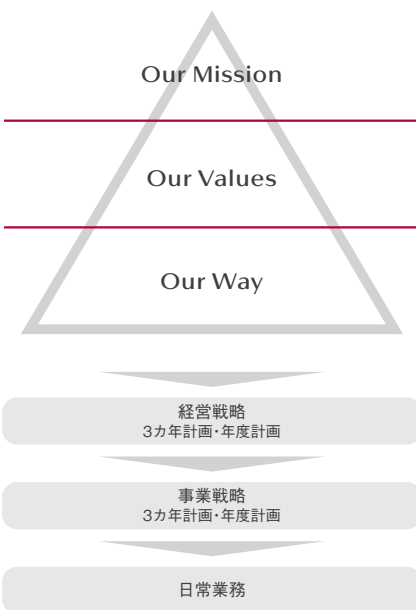 Our Mission
Our Values
Our Way
経営戦略
3カ年計画・年度計画
事業戦略
3カ年計画・年度計画
日常業務